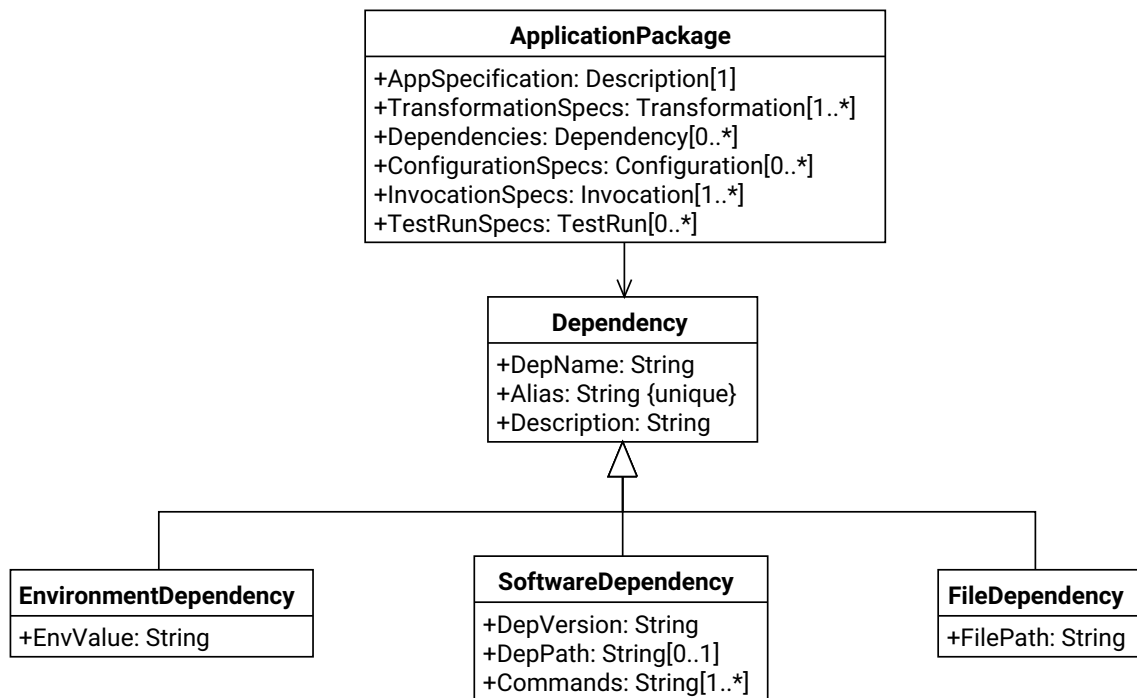 ApplicationPackage
+AppSpecification: Description[1]
+TransformationSpecs: Transformation[1..*]
+Dependencies: Dependency[0..*]
+ConfigurationSpecs: Configuration[0..*]
+InvocationSpecs: Invocation[1..*]
+TestRunSpecs: TestRun[0..*]
Dependency
+DepName: String
+Alias: String {unique}
+Description: String
EnvironmentDependency
+EnvValue: String
SoftwareDependency
+DepVersion: String
+DepPath: String[0..1]
+Commands: String[1..*]
FileDependency
+FilePath: String